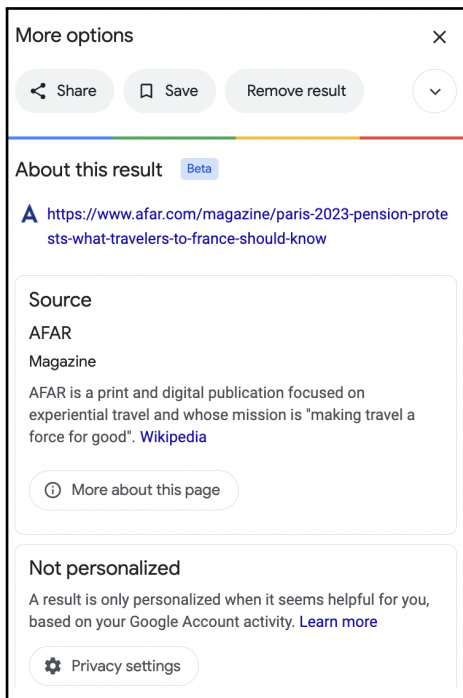 More options
Share Save Remove result
About this result Beta
https://www.afar.com/magazine/paris-2023-pension-prote
sts-what-travelers-to-france-should-know
Source
AFAR
Magazine
AFAR is a print and digital publication focused on
experiential travel and whose mission is "making travel a
force for good". Wikipedia
More about this page
Not personalized
A result is only personalized when it seems helpful for you,
based on your Google Account activity. Learn more
Privacy settings